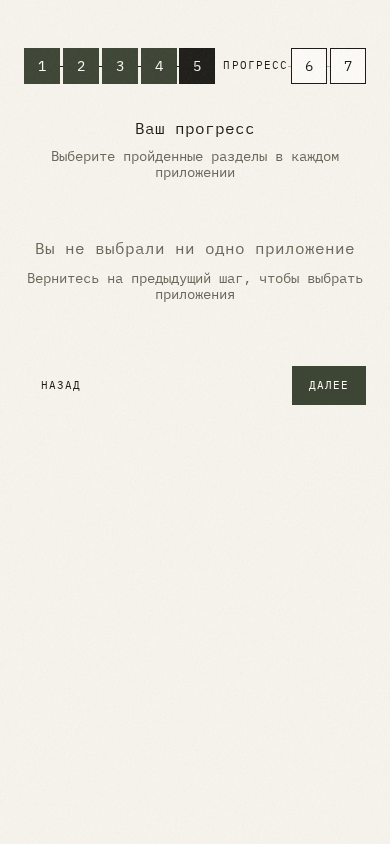 1 2 3 4 5 ПРОГРЕСС 6 7
Ваш прогресс
Выберите пройденные разделы в каждом
приложении
Вы не выбрали ни одно приложение
Вернитесь на предыдущий шаг, чтобы выбрать
приложения
НАЗАД ДАЛЕЕ